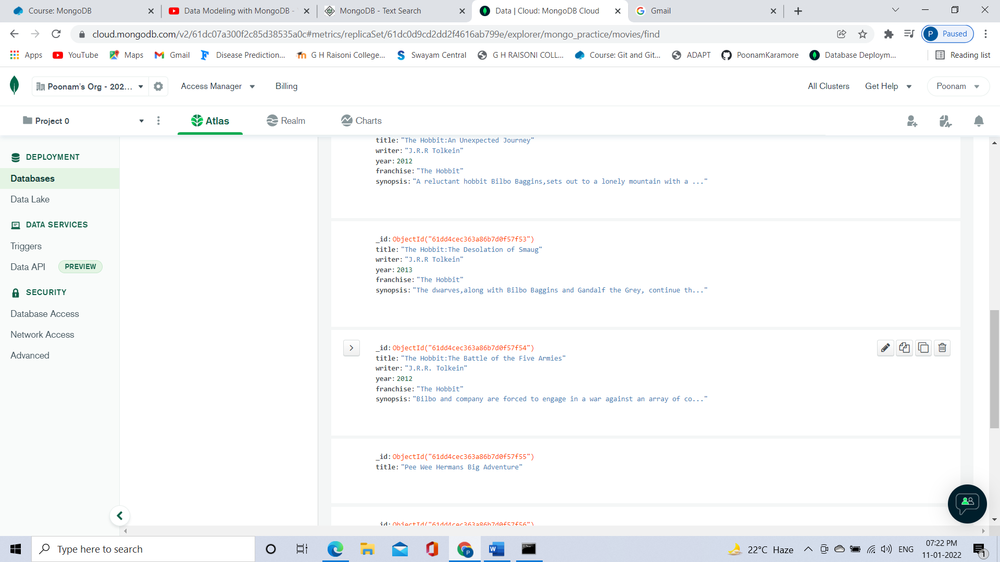 Course: MongoDB
Data Modeling with MongoDB -
MongoDB - Text Search
Data | Cloud: MongoDB Cloud
Gmail
cloud.mongodb.com/v2/61dc07a300f2c85d38535a0c#metrics/replicaSet/61dc0d9cd2dd2f4616ab799e/explorer/mongo_practice/movies/find
P Paused
Apps
YouTube
Maps
Gmail
Disease Prediction...
G H Raisoni College...
Swayam Central
G H RAISONI COLL...
Course: Git and Git...
ADAPT
PoonamKaramore
Database Deploym...
Reading list
Poonam's Org - 202...
Access Manager
Billing
All Clusters
Get Help
Poonam
Project 0
Atlas
Realm
Charts
DEPLOYMENT
Databases
Data Lake
DATA SERVICES
Triggers
Data API PREVIEW
SECURITY
Database Access
Network Access
Advanced
title: "The Hobbit:An Unexpected Journey"
writer: "J.R.R Tolkein"
year: 2012
franchise: "The Hobbit"
synopsis: "A reluctant hobbit Bilbo Baggins,sets out to a lonely mountain with a ..."
_id: ObjectId("61dd4cec363a86b7d0f57f53")
title: "The Hobbit:The Desolation of Smaug"
writer: "J.R.R Tolkein"
year: 2013
franchise: "The Hobbit"
synopsis: "The dwarves,along with Bilbo Baggins and Gandalf the Grey, continue th..."
_id: ObjectId("61dd4cec363a86b7d0f57f54")
title: "The Hobbit:The Battle of the Five Armies"
writer: "J.R.R. Tolkein"
year: 2012
franchise: "The Hobbit"
synopsis: "Bilbo and company are forced to engage in a war against an array of co..."
_id: ObjectId("61dd4cec363a86b7d0f57f55")
title: "Pee Wee Hermans Big Adventure"
_id: ObjectId("61dd4cec363a86b7d0f57f56")
Type here to search
22°C Haze
ENG
07:22 PM
11-01-2022
1